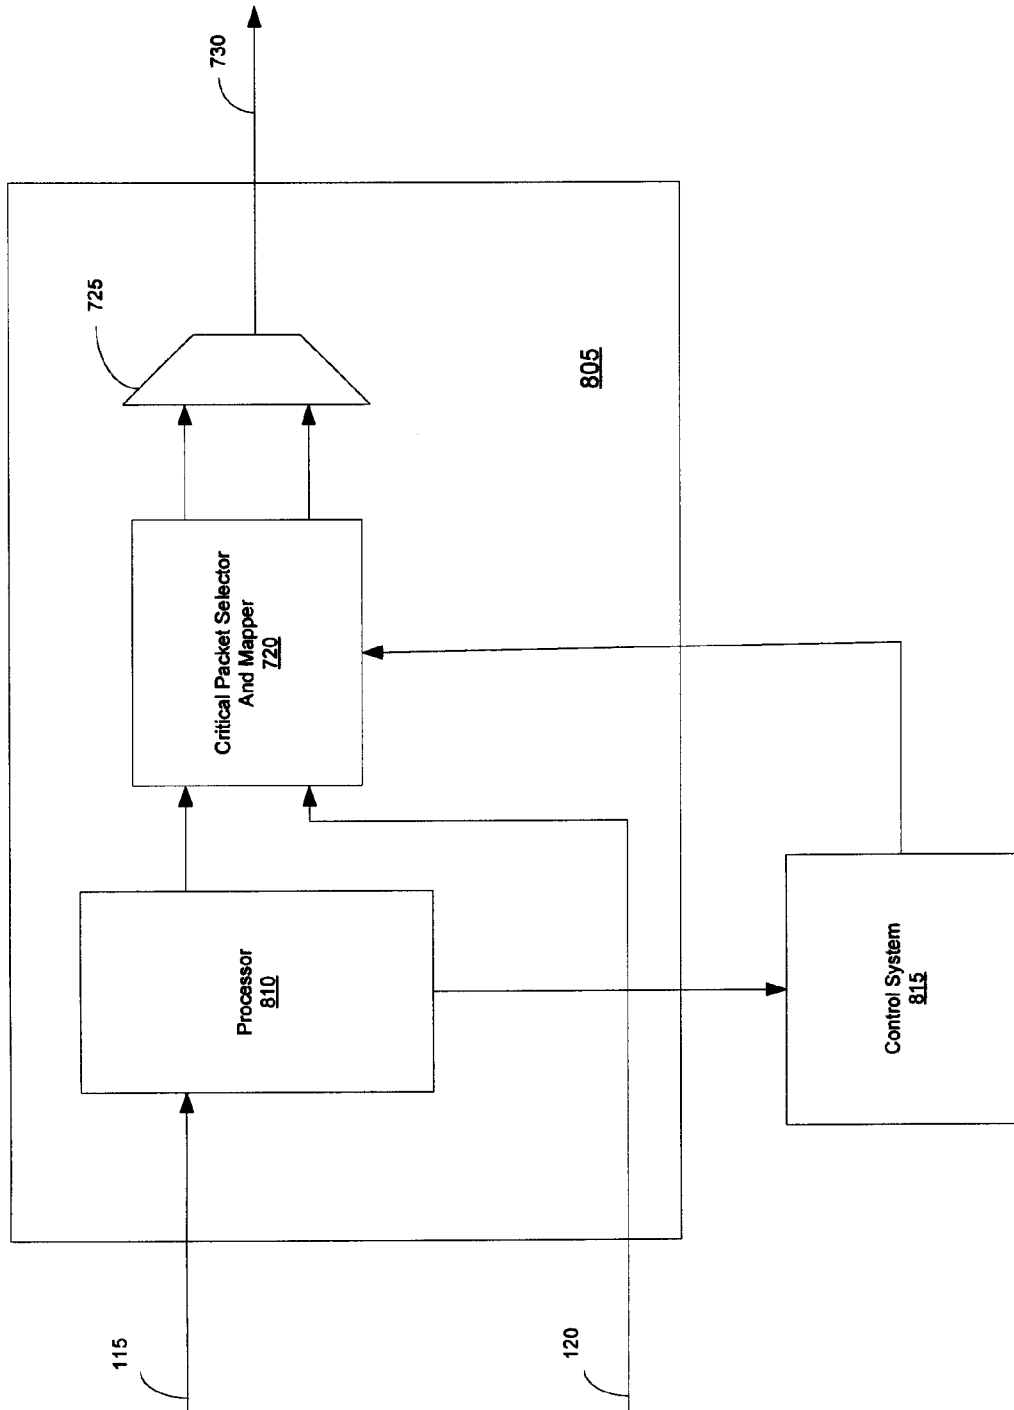 730
725
805
Critical Packet Selector
And Mapper
720
Processor
810
Control System
815
115
120